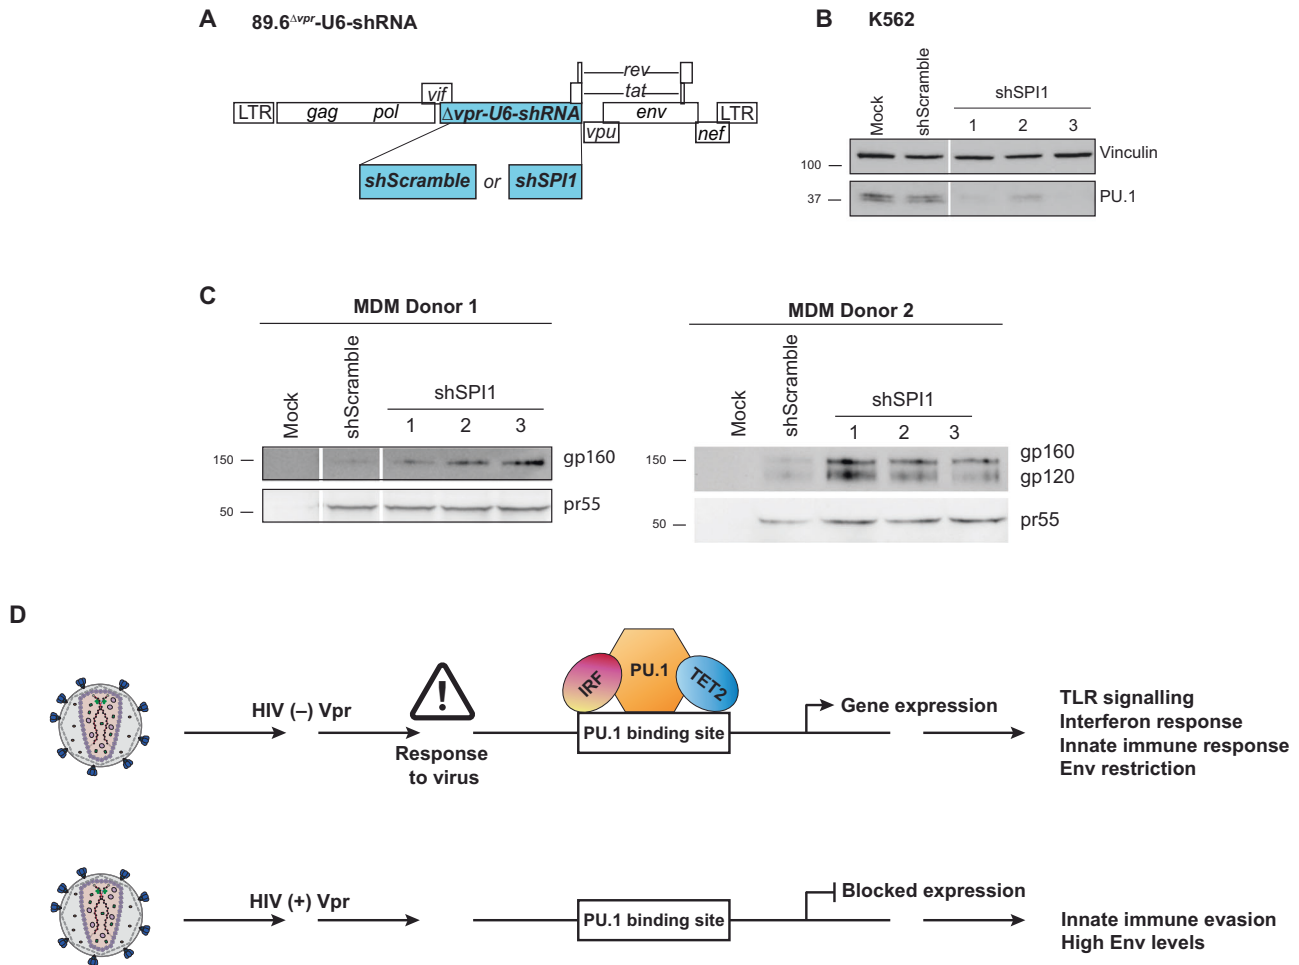 A
89.6Δvpr-U6-shRNA
LTR
gag
pol
vif
Δvpr-U6-shRNA
rev
tat
vpu
env
nef
LTR
shScramble or shSPI1
B
K562
Mock
shScramble
shSPI1
1 2 3
100
Vinculin
37
PU.1
C
MDM Donor 1
Mock
shScramble
shSPI1
1 2 3
150
gp160
50
pr55
MDM Donor 2
Mock
shScramble
shSPI1
1 2 3
150
gp160
gp120
50
pr55
D
HIV (–) Vpr
!
Response
to virus
IRF
PU.1
TET2
PU.1 binding site
Gene expression
TLR signalling
Interferon response
Innate immune response
Env restriction
HIV (+) Vpr
PU.1 binding site
Blocked expression
Innate immune evasion
High Env levels